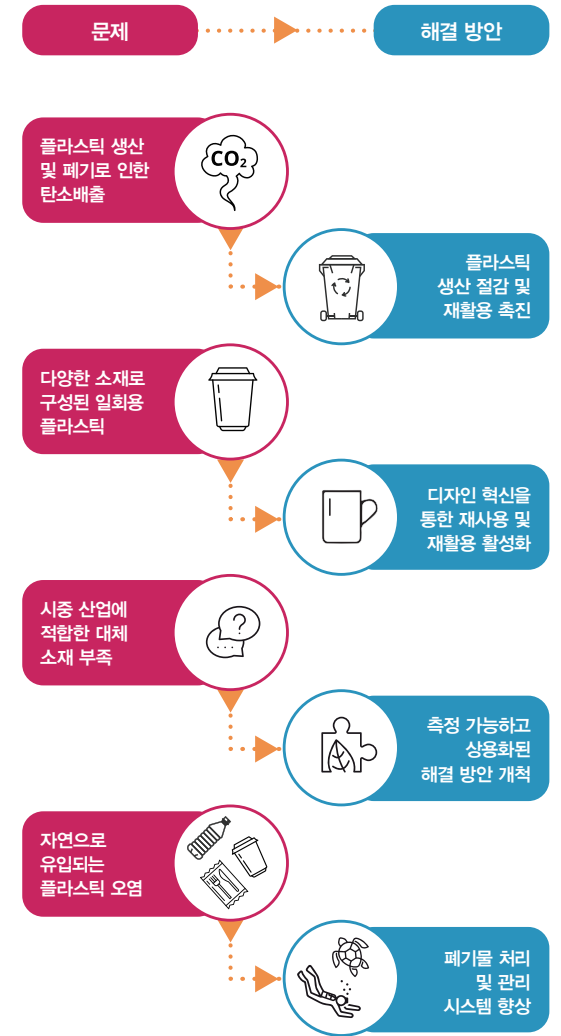 문제
해결 방안
플라스틱 생산
및 폐기로 인한
탄소배출
CO₂
플라스틱
생산 절감 및
재활용 촉진
다양한 소재로
구성된 일회용
플라스틱
디자인 혁신을
통한 재사용 및
재활용 활성화
시중 산업에
적합한 대체
소재 부족
?
측정 가능하고
상용화된
해결 방안 개척
자연으로
유입되는
플라스틱 오염
폐기물 처리
및 관리
시스템 향상